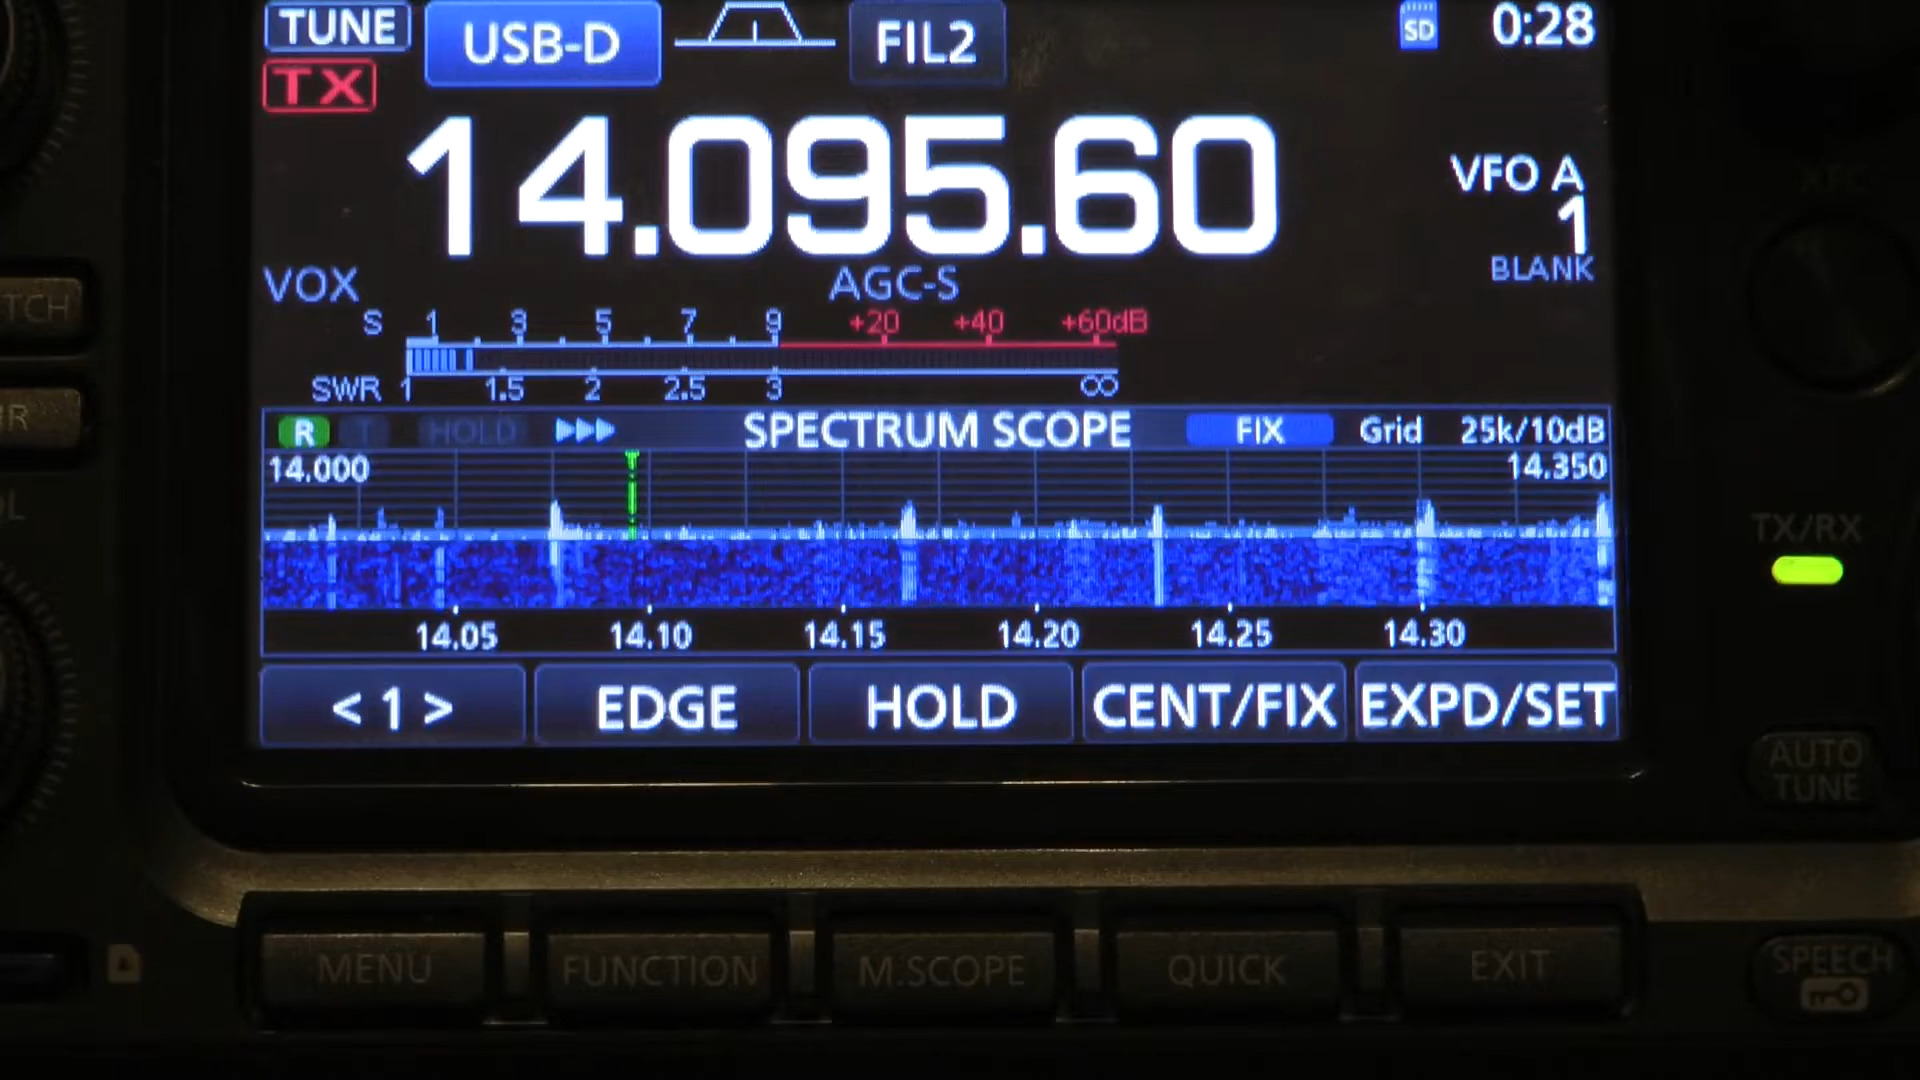 TUNE USB-D FIL2 SD 0:28
TX
14.095.60
VFO A
1
BLANK
VOX AGC-S
S 1 3 5 7 9 +20 +40 +60dB
SWR 1 1.5 2 2.5 3 ∞
R T HOLD SPECTRUM SCOPE FIX Grid 25k/10dB
14.000 14.350
14.05 14.10 14.15 14.20 14.25 14.30
< 1 > EDGE HOLD CENT/FIX EXPD/SET
TX/RX
AUTO
TUNE
MENU FUNCTION M.SCOPE QUICK EXIT
SPEECH